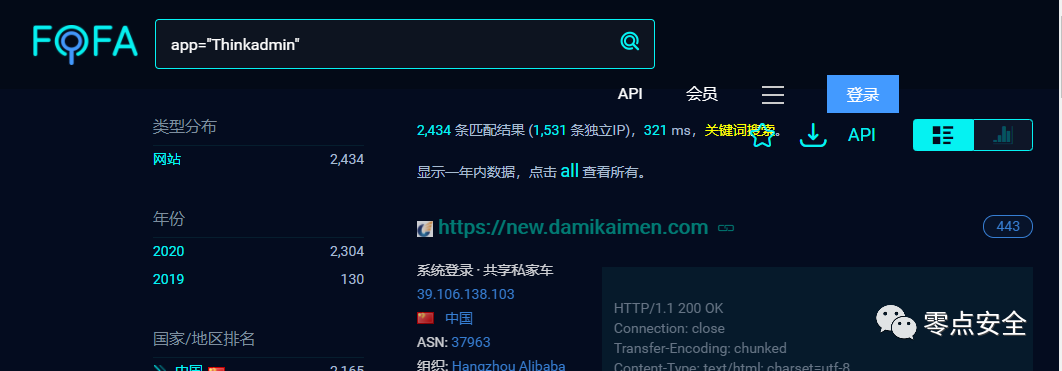 FOFA
app="Thinkadmin"
API 会员 登录
类型分布
网站 2,434
年份
2020 2,304
2019 130
国家/地区排名
中国 2,165
2,434 条匹配结果 (1,531 条独立IP)，321 ms，关键词搜索。
API
显示一年内数据，点击 all 查看所有。
https://new.damikaimen.com
443
系统登录 · 共享私家车
39.106.138.103
中国
ASN: 37963
组织: Hangzhou Alibaba
HTTP/1.1 200 OK
Connection: close
Transfer-Encoding: chunked
Content-Type: text/html; charset=utf-8
零点安全